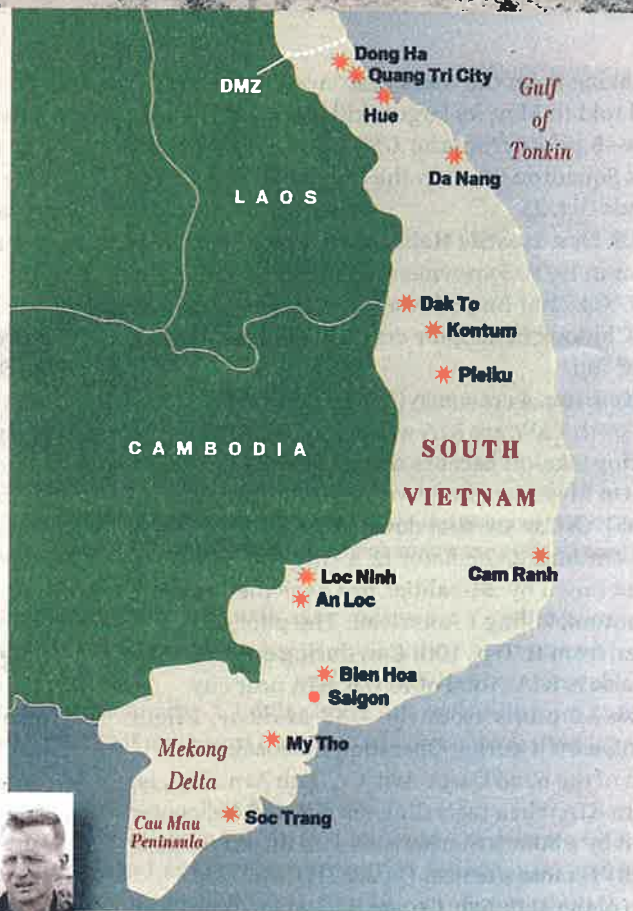 Dong Ha
DMZ
Quang Tri City
Hue
Gulf
of
Tonkin
Da Nang
LAOS
Dak To
Kontum
Pleiku
CAMBODIA
SOUTH
VIETNAM
Cam Ranh
Loc Ninh
An Loc
Bien Hoa
Saigon
My Tho
Mekong
Delta
Cau Mau
Peninsula
Soc Trang